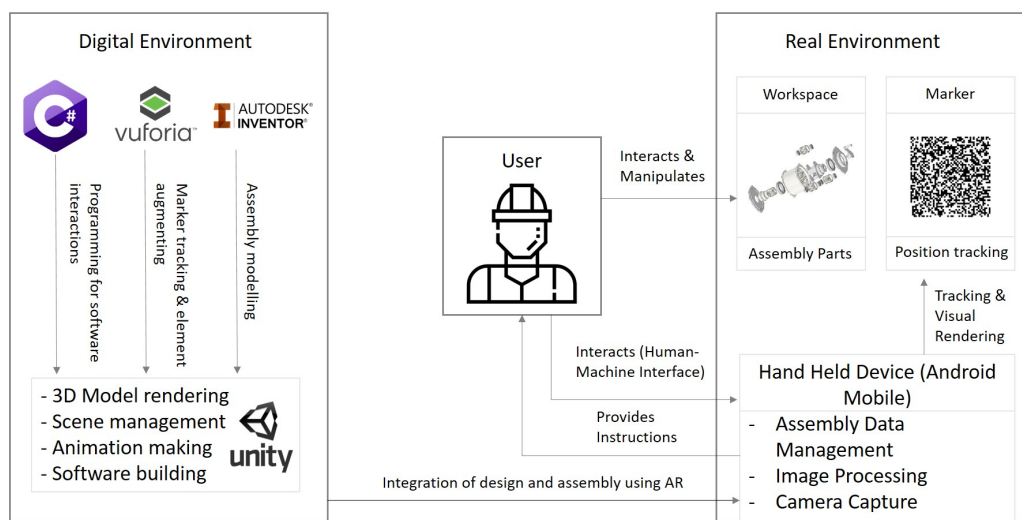 Digital Environment
C#
vuforia™
AUTODESK®
INVENTOR®
Programming for software
interactions
Marker tracking & element
augmenting
Assembly modelling
- 3D Model rendering
- Scene management
- Animation making
- Software building
unity
User
Interacts &
Manipulates
Interacts (Human-
Machine Interface)
Provides
Instructions
Integration of design and assembly using AR
Real Environment
Workspace
Assembly Parts
Marker
Position tracking
Tracking &
Visual
Rendering
Hand Held Device (Android
Mobile)
- Assembly Data
Management
- Image Processing
- Camera Capture